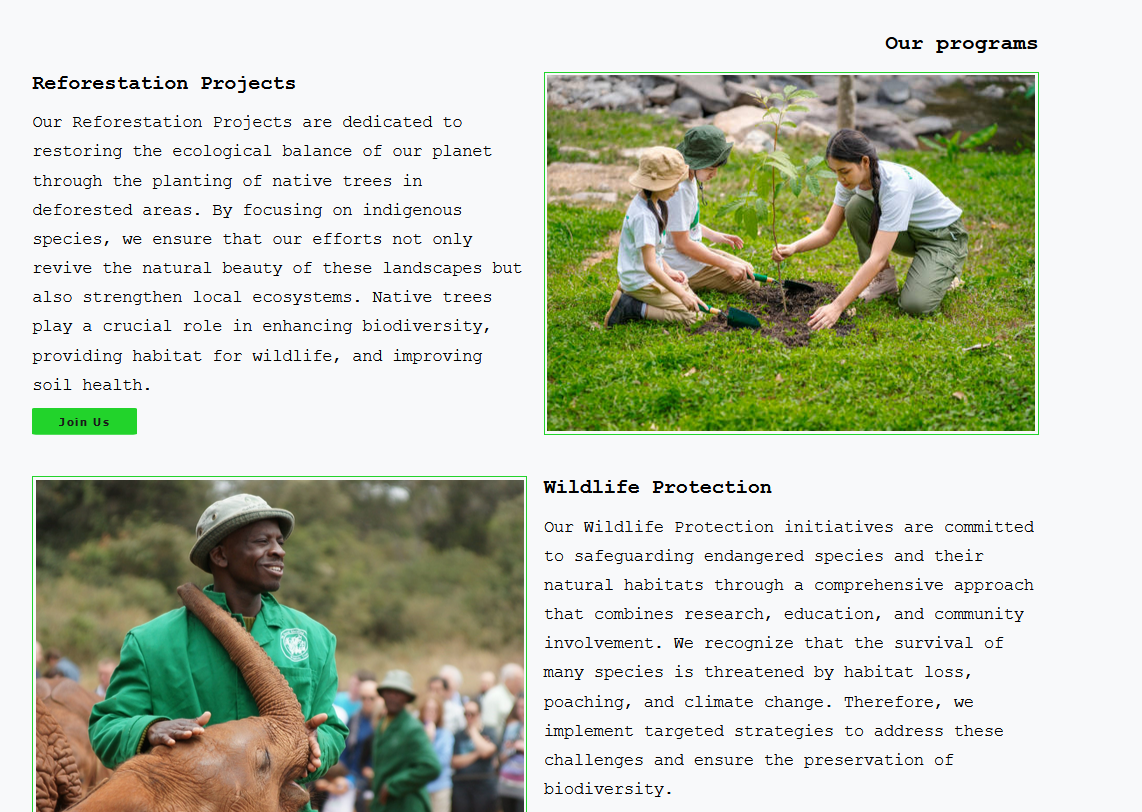 Our programs
Reforestation Projects
Our Reforestation Projects are dedicated to
restoring the ecological balance of our planet
through the planting of native trees in
deforested areas. By focusing on indigenous
species, we ensure that our efforts not only
revive the natural beauty of these landscapes but
also strengthen local ecosystems. Native trees
play a crucial role in enhancing biodiversity,
providing habitat for wildlife, and improving
soil health.
Join Us
Wildlife Protection
Our Wildlife Protection initiatives are committed
to safeguarding endangered species and their
natural habitats through a comprehensive approach
that combines research, education, and community
involvement. We recognize that the survival of
many species is threatened by habitat loss,
poaching, and climate change. Therefore, we
implement targeted strategies to address these
challenges and ensure the preservation of
biodiversity.